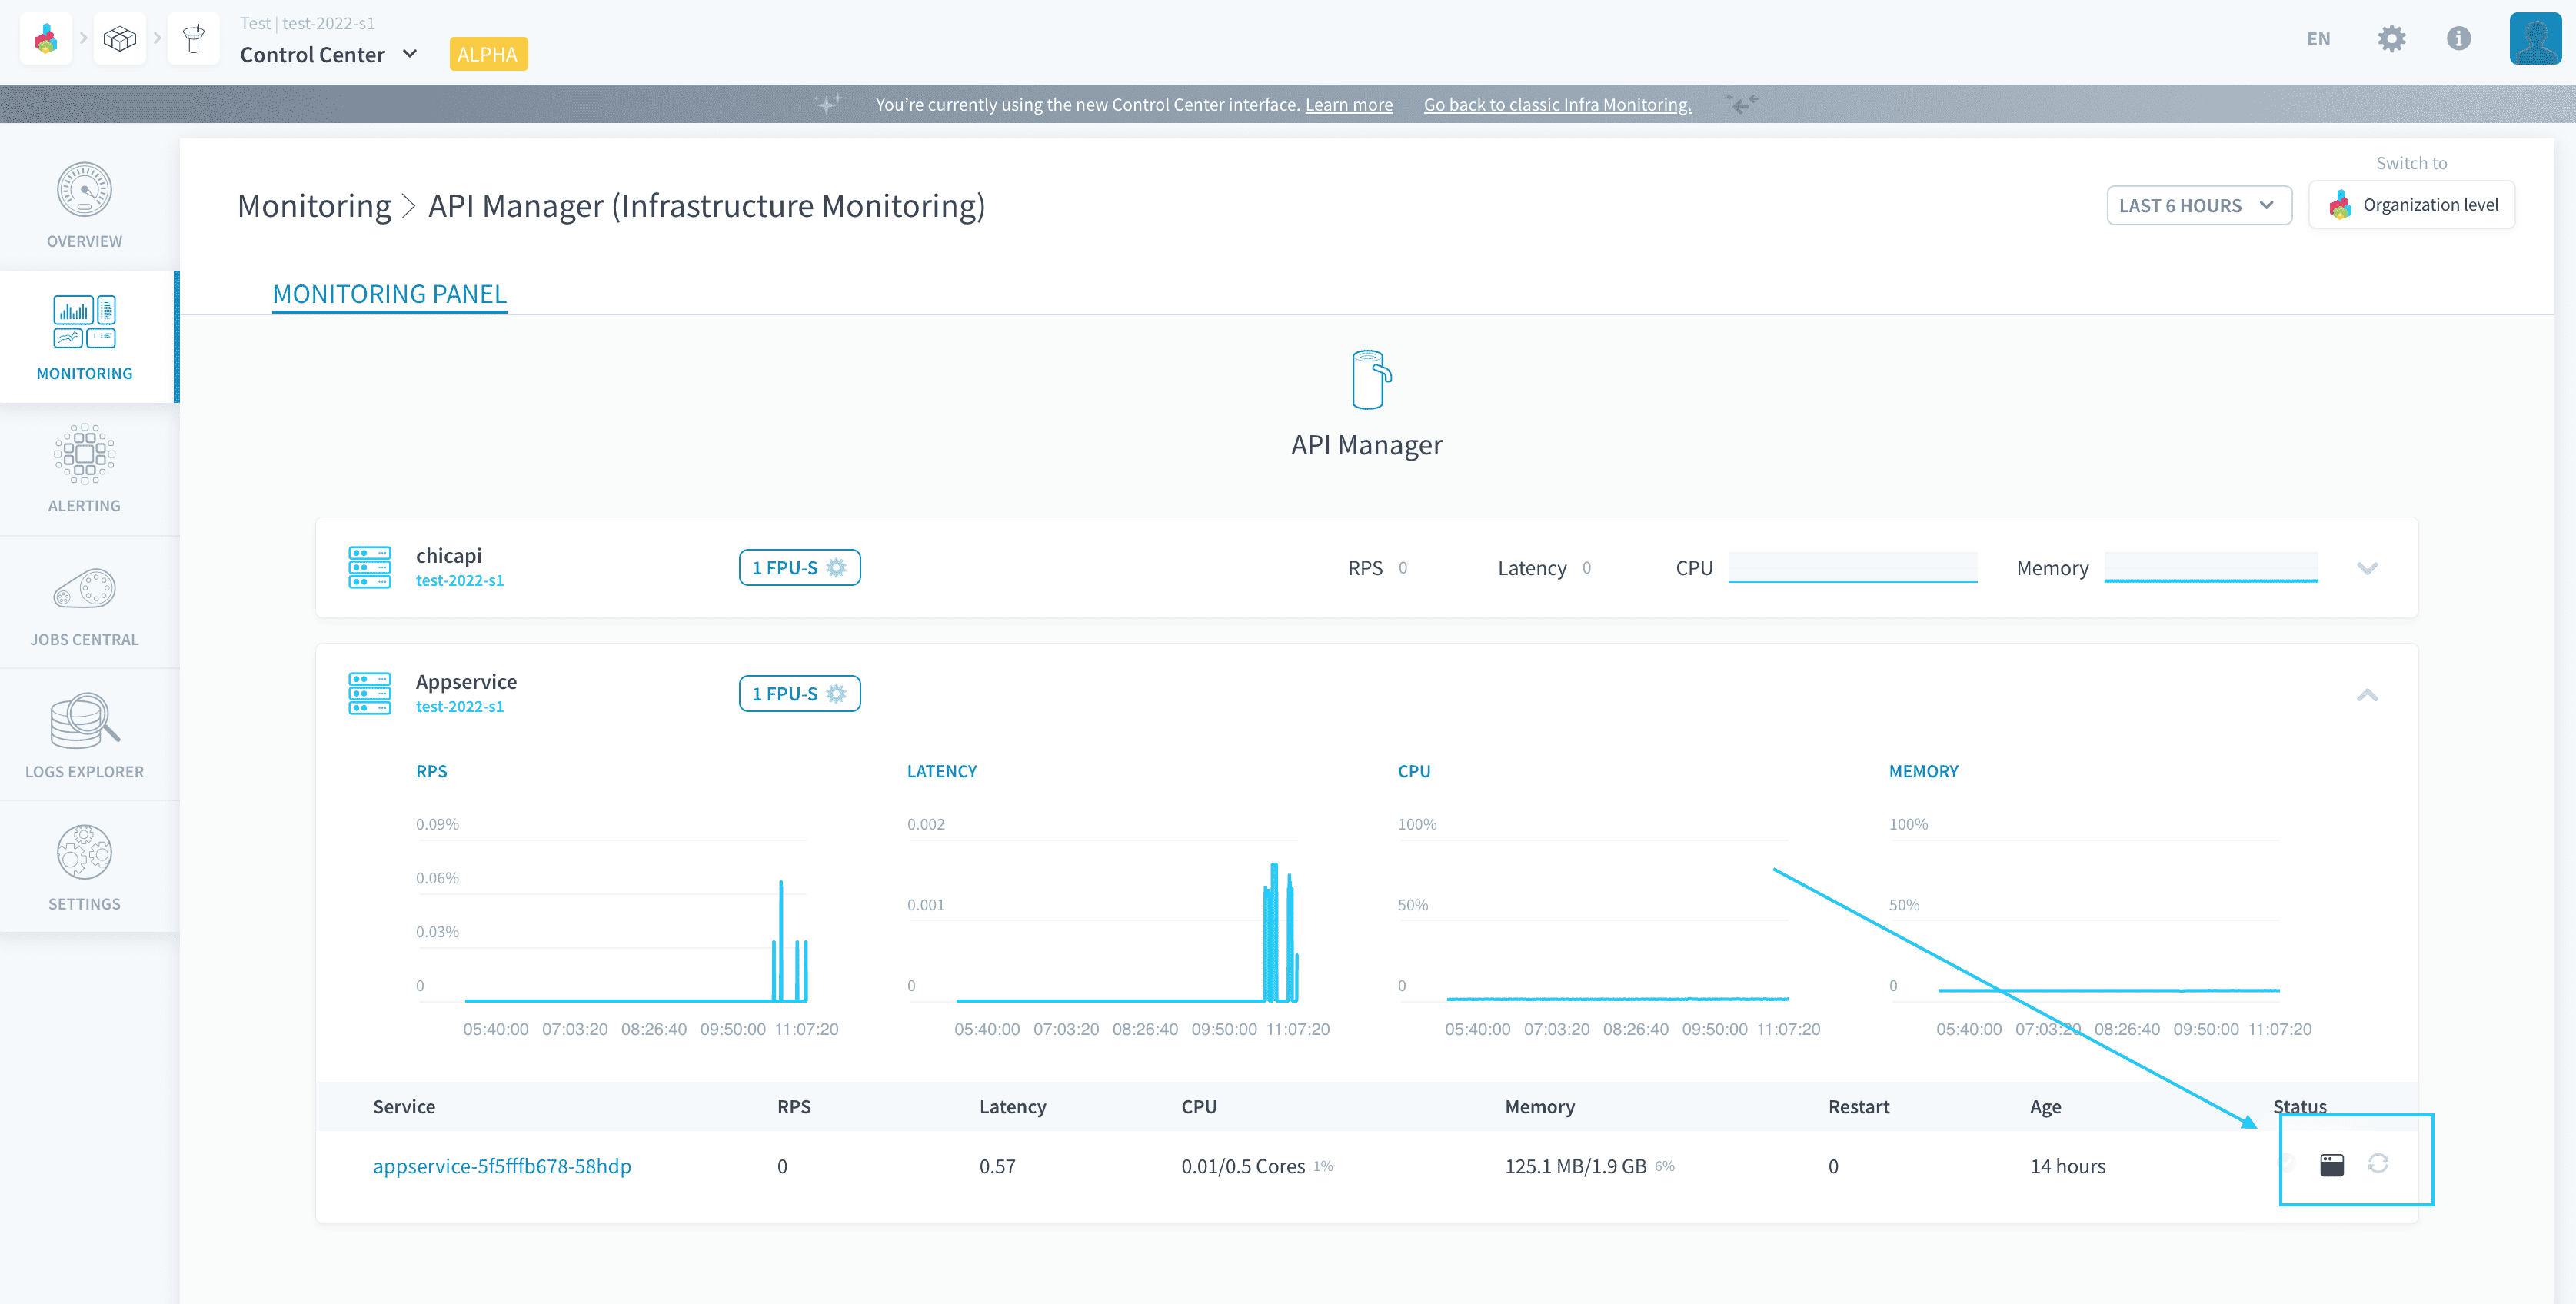 Test | test-2022-s1
Control Center
ALPHA
EN
You're currently using the new Control Center interface. Learn more Go back to classic Infra Monitoring.
OVERVIEW
MONITORING
ALERTING
JOBS CENTRAL
LOGS EXPLORER
SETTINGS
Monitoring > API Manager (Infrastructure Monitoring)
LAST 6 HOURS
Switch to
Organization level
MONITORING PANEL
API Manager
chicapi
test-2022-s1
1 FPU-S
RPS 0
Latency 0
CPU
Memory
Appservice
test-2022-s1
1 FPU-S
RPS
0.09%
0.06%
0.03%
0
05:40:00 07:03:20 08:26:40 09:50:00 11:07:20
LATENCY
0.002
0.001
0
05:40:00 07:03:20 08:26:40 09:50:00 11:07:20
CPU
100%
50%
0
05:40:00 07:03:20 08:26:40 09:50:00 11:07:20
MEMORY
100%
50%
0
05:40:00 07:03:20 08:26:40 09:50:00 11:07:20
Service RPS Latency CPU Memory Restart Age Status
appservice-5f5fffb678-58hdp 0 0.57 0.01/0.5 Cores 1% 125.1 MB/1.9 GB 6% 0 14 hours